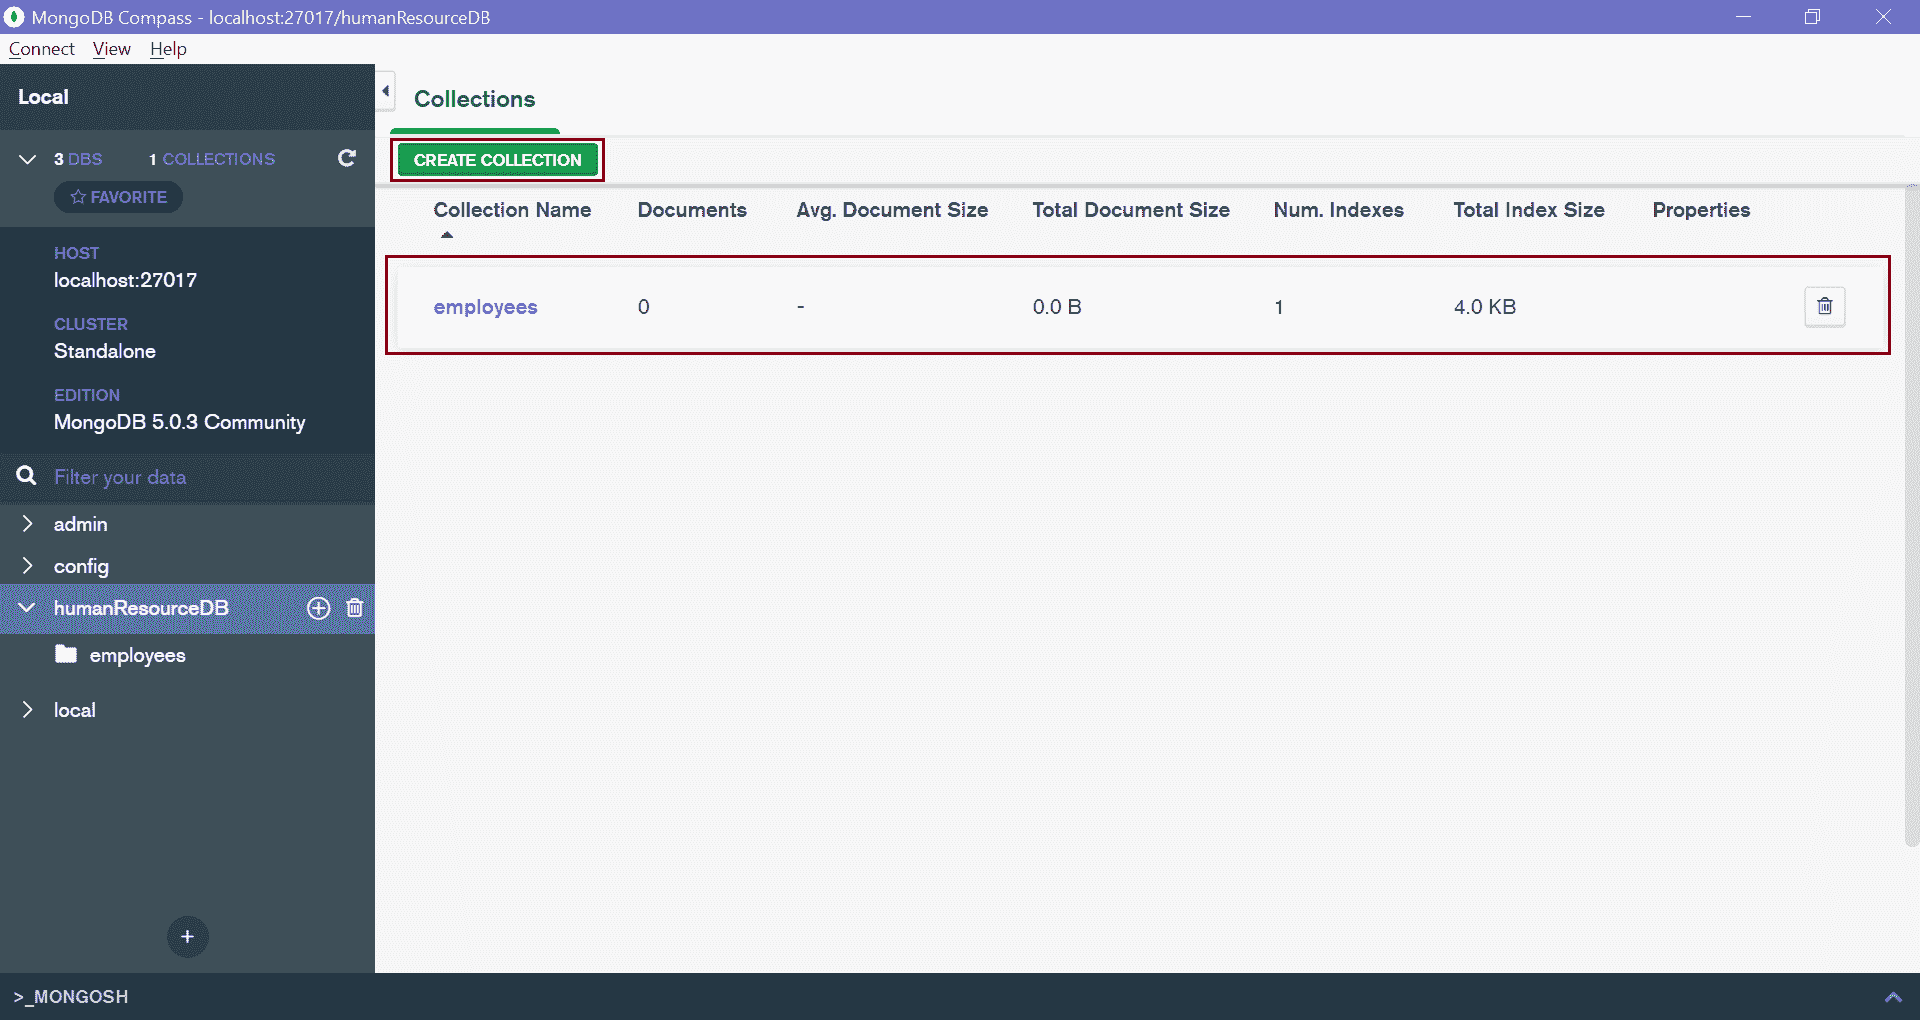 MongoDB Compass - localhost:27017/humanResourceDB
Connect View Help
Local
3 DBS 1 COLLECTIONS
FAVORITE
HOST
localhost:27017
CLUSTER
Standalone
EDITION
MongoDB 5.0.3 Community
Filter your data
admin
config
humanResourceDB
employees
local
+
>_MONGOSH
Collections
CREATE COLLECTION
Collection Name Documents Avg. Document Size Total Document Size Num. Indexes Total Index Size Properties
employees 0 - 0.0 B 1 4.0 KB